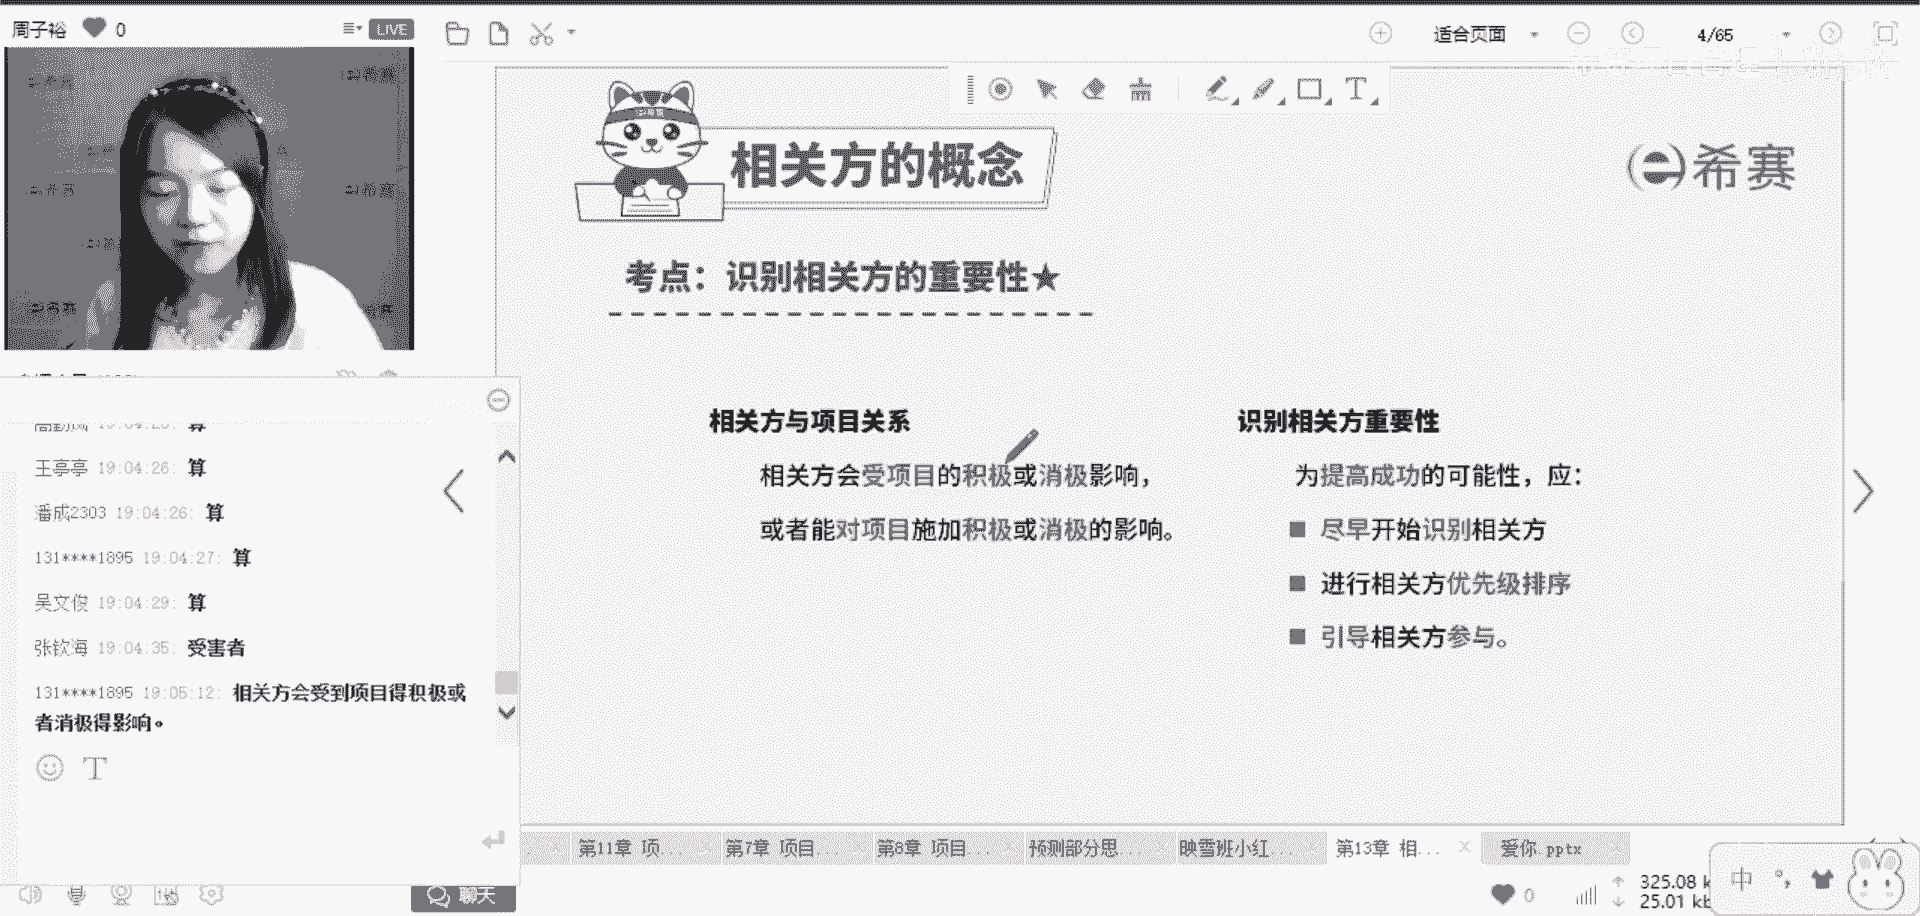 周子裕 0
LIVE
适合页面
4/65
希赛
相关方的概念
考点：识别相关方的重要性★
相关方与项目关系
相关方会受项目的积极或消极影响，
或者能对项目施加积极或消极的影响。
识别相关方重要性
为提高成功的可能性，应：
■ 尽早开始识别相关方
■ 进行相关方优先级排序
■ 引导相关方参与。
王亭亭 19:04:26: 算
潘成2303 19:04:26: 算
131****1895 19:04:27: 算
吴文俊 19:04:29: 算
张钦海 19:04:35: 受害者
131****1895 19:05:12: 相关方会受到项目得积极或
者消极得影响。
聊天
第11章 项...
第7章 项目...
第8章 项目...
预测部分思...
映雪班小红...
第13章 相...
爱你.pptx
0
325.08 k
25.01 kb
中